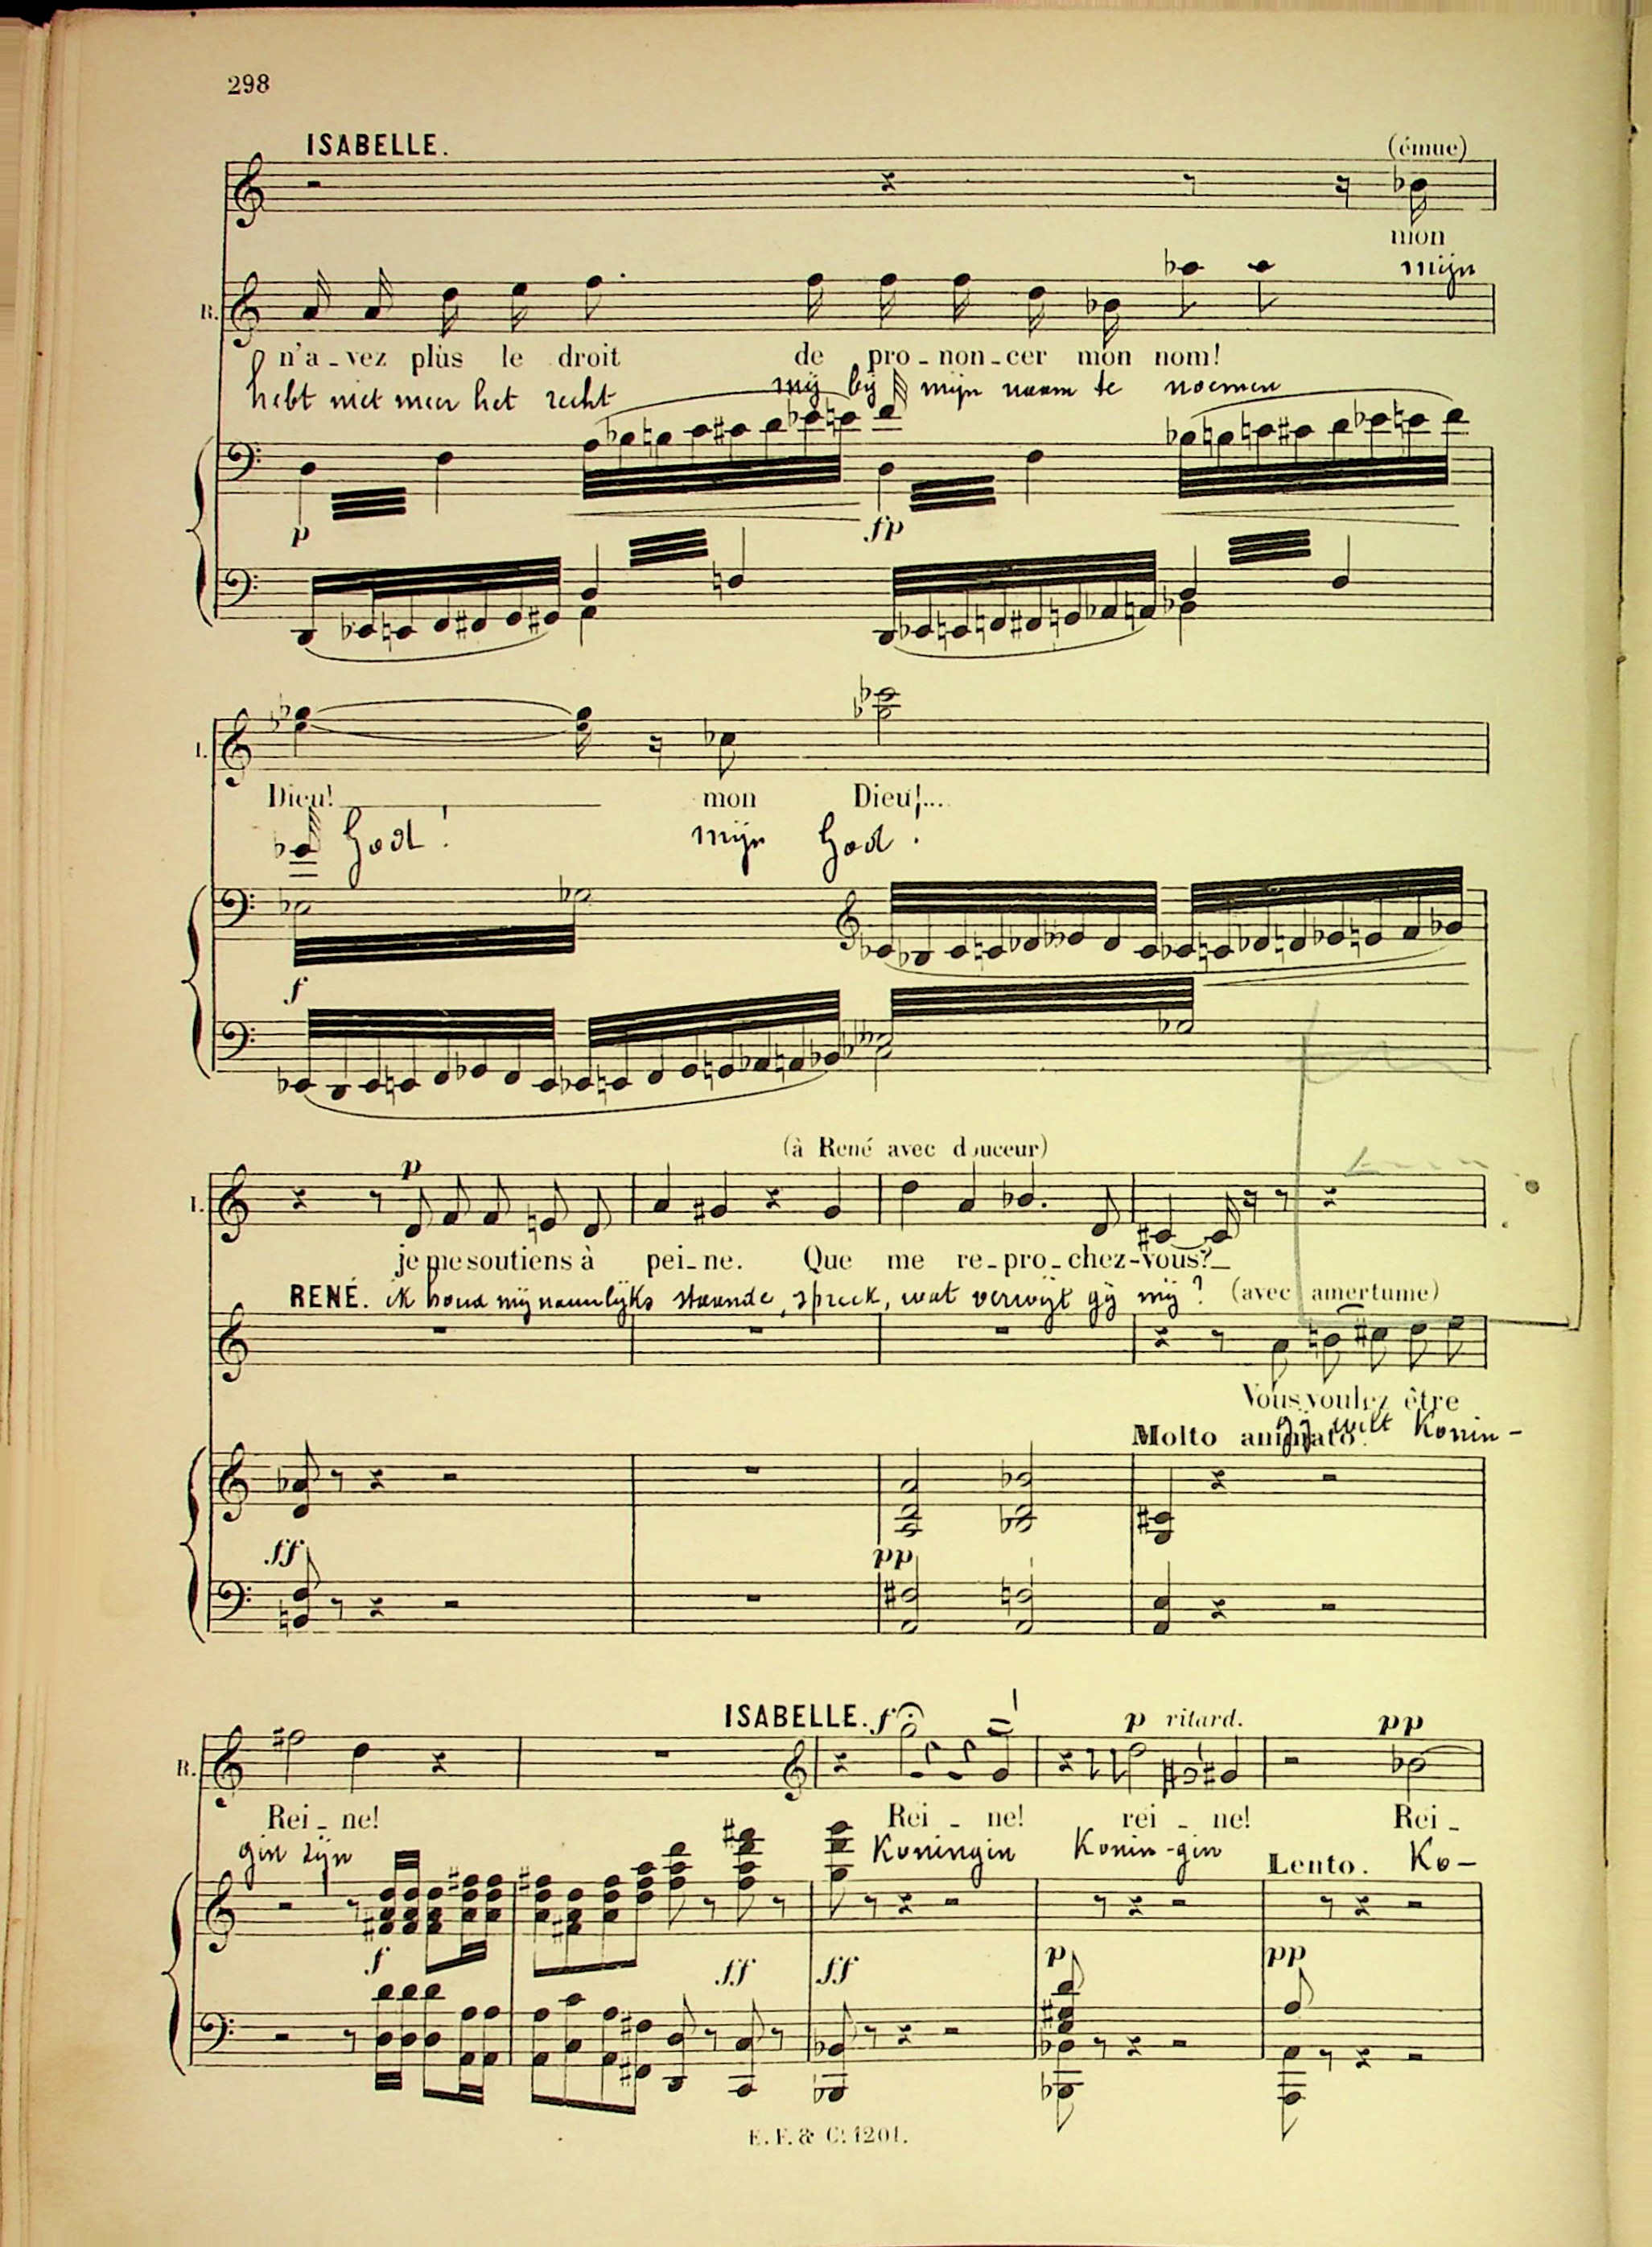 298
ISABELLE.
(émue)
mon
mijn
R.
n'a_vez plus le droit de pro_non_cer mon nom!
hebt niet meer het recht mij bij mijn naam te noemen
p
fp
I.
Dieu! mon Dieu!...
God! mijn God.
f
(à René avec douceur)
p
I.
je me soutiens à pei_ne. Que me re_pro_chez-vous?
RENÉ. ik houd mij nauwlijks staande, spreek, wat verwijt gij mij? (avec amertume)
Vous voulez être
Molto animato. gij wilt Konin-
ff
pp
ISABELLE. f
p ritard.
pp
R.
Rei_ne! Rei_ne! rei_ne! Rei_
gin zijn Koningin Konin-gin
Lento. Ko-
f
ff ff p pp
E. F. & C. 1201.